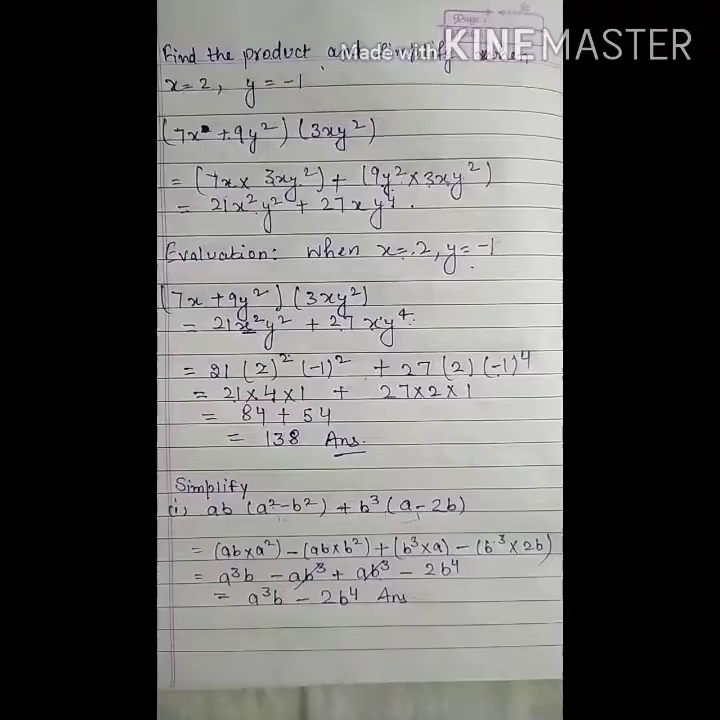 Find the product and simplify
Made with KINEMASTER
x = 2, y = -1
(7x + 9y²) (3xy²)
= (7x × 3xy²) + (9y² × 3xy²)
= 21x²y² + 27xy⁴.
Evaluation: when x = 2, y = -1
(7x + 9y²) (3xy²)
= 21x²y² + 27xy⁴
= 21 (2)² (-1)² + 27 (2) (-1)⁴
= 21 × 4 × 1 + 27 × 2 × 1
= 84 + 54
= 138 Ans.
Simplify
(i) ab (a² - b²) + b³ (a - 2b)
= (ab × a²) - (ab × b²) + (b³ × a) - (b³ × 2b)
= a³b - ab³ + ab³ - 2b⁴
= a³b - 2b⁴ Ans